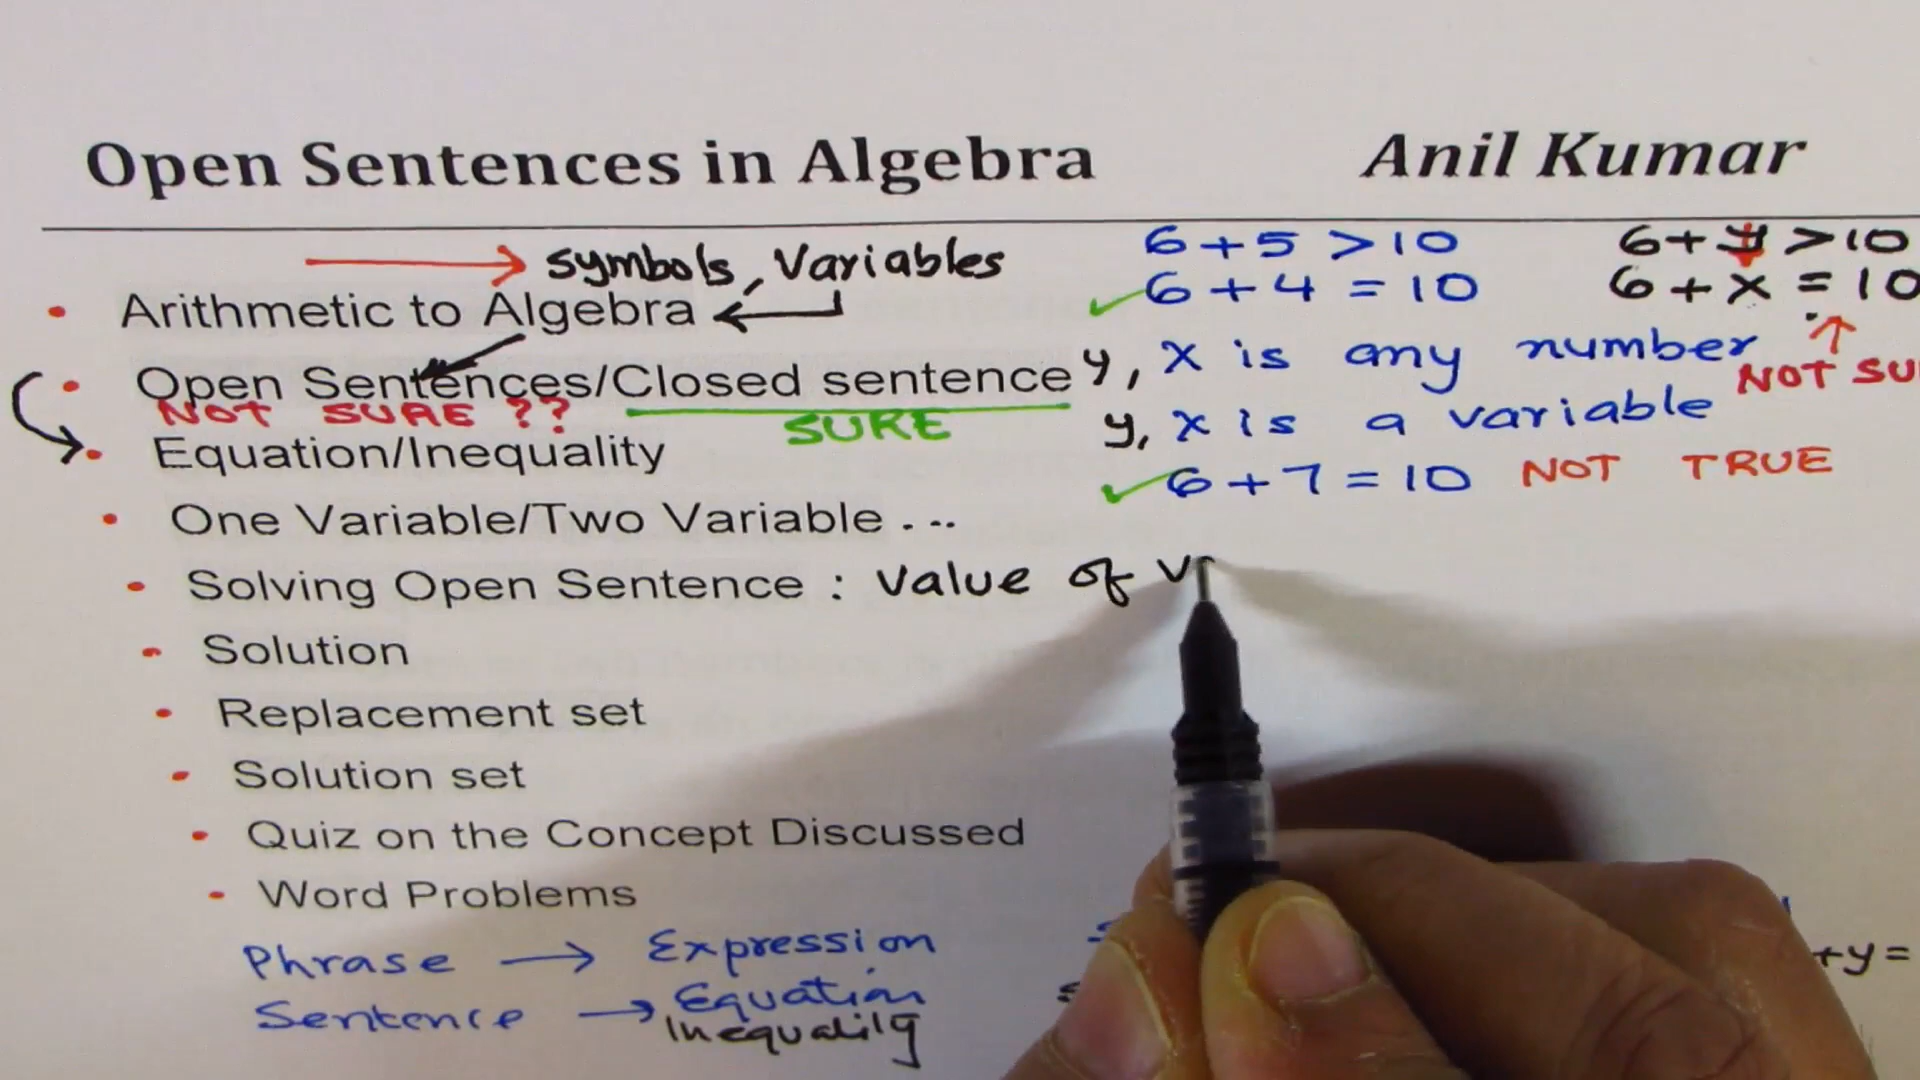 Open Sentences in Algebra
Anil Kumar
symbols, Variables
• Arithmetic to Algebra
• Open Sentences/Closed sentence
NOT SURE ??
SURE
• Equation/Inequality
• One Variable/Two Variable . --
• Solving Open Sentence : Value of v
• Solution
• Replacement set
• Solution set
• Quiz on the Concept Discussed
• Word Problems
Phrase → Expression
Sentence → Equation
Inequality
6 + 5 > 10
6 + 4 = 10
6 + y > 10
6 + x = 10
y, x is any number
NOT SU
y, x is a variable
6 + 7 = 10 NOT TRUE
+y=